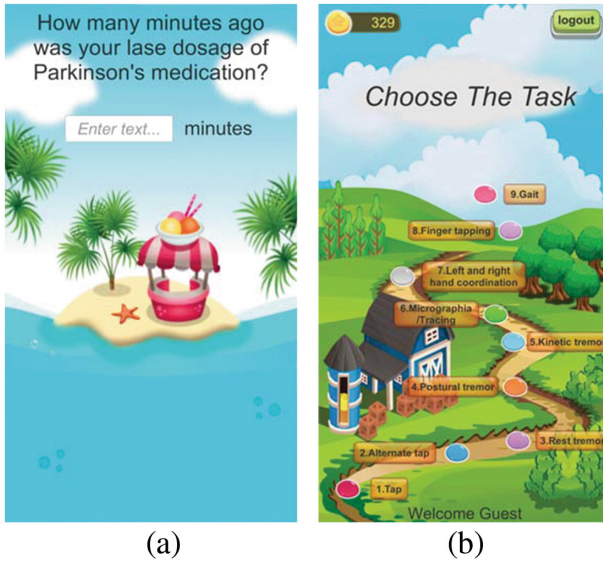 How many minutes ago
was your lase dosage of
Parkinson's medication?
Enter text...
minutes
(a)
329
logout
Choose The Task
9.Gait
8.Finger tapping
7.Left and right
hand coordination
6.Micrographia
/Tracing
5.Kinetic tremo
4.Postural tremor
3.Rest tremo
2.Alternate tap
1.Tap
Welcome Guest
(b)